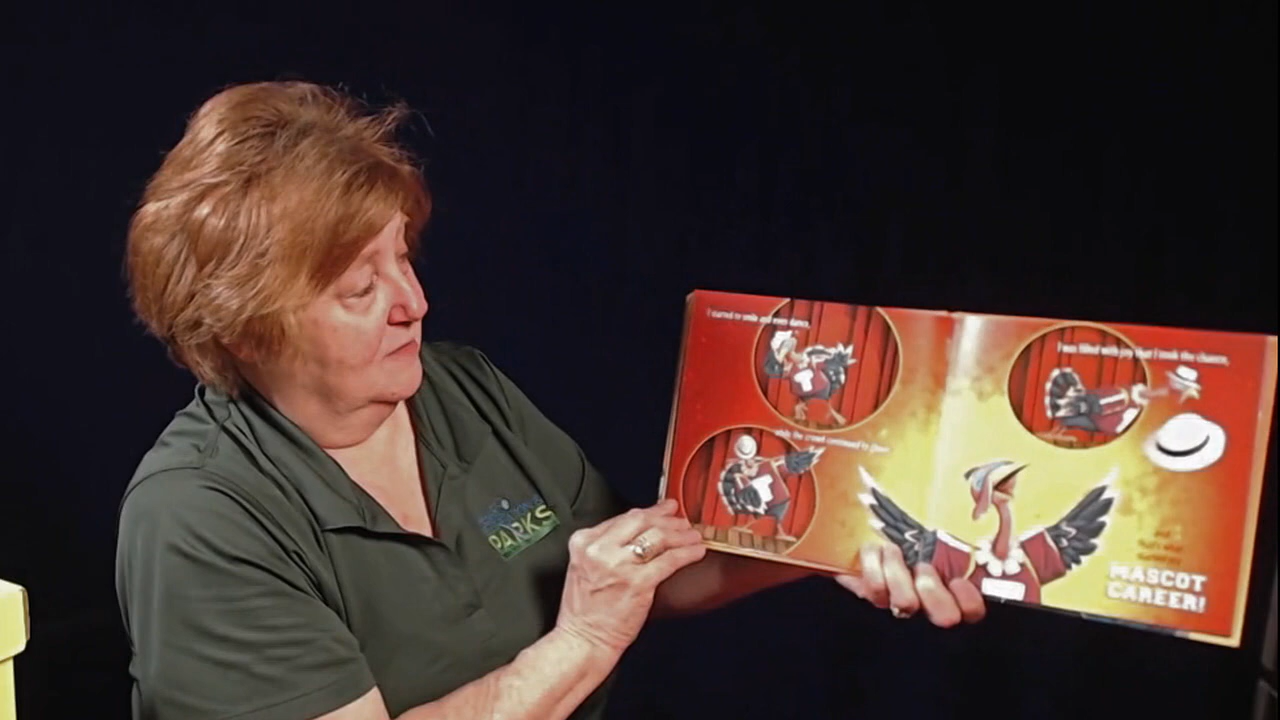 I started to smile and even dance,
while the crowd continued to cheer.
I was filled with joy that I took the chance,
MASCOT
CAREER!
PARKS
T